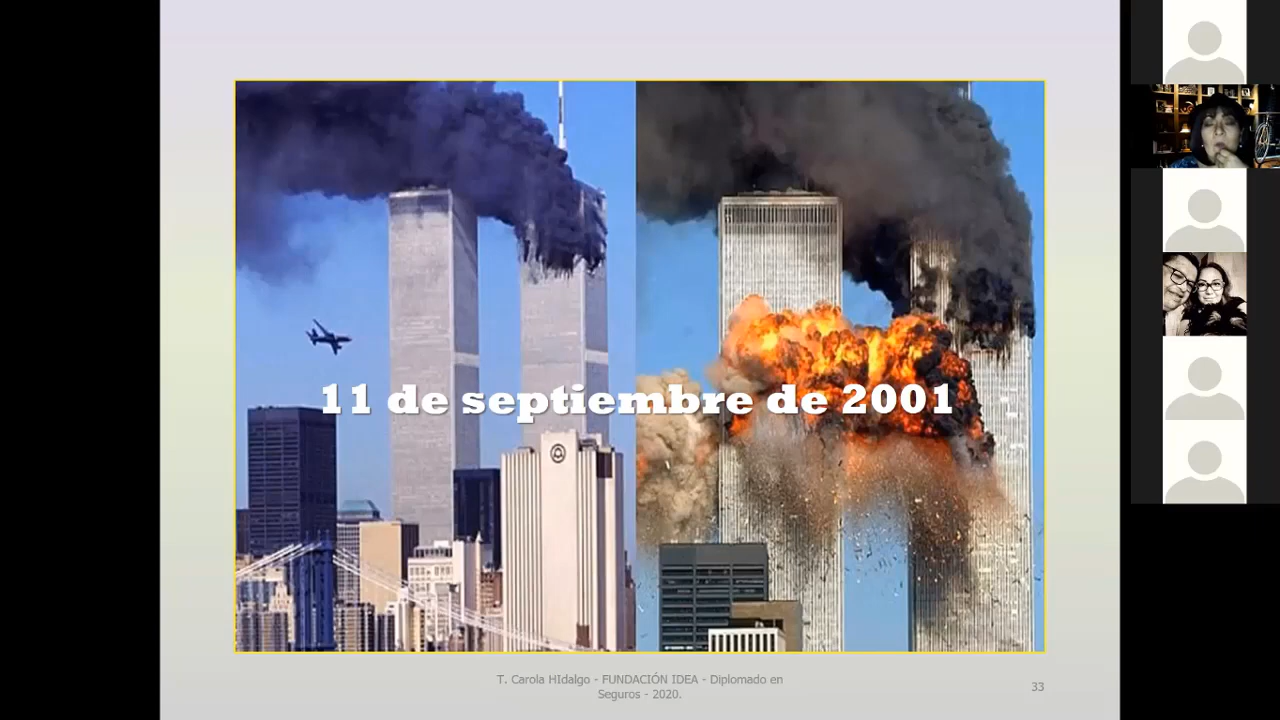 11 de septiembre de 2001
T. Carola HIdalgo - FUNDACIÓN IDEA - Diplomado en
Seguros - 2020.
33